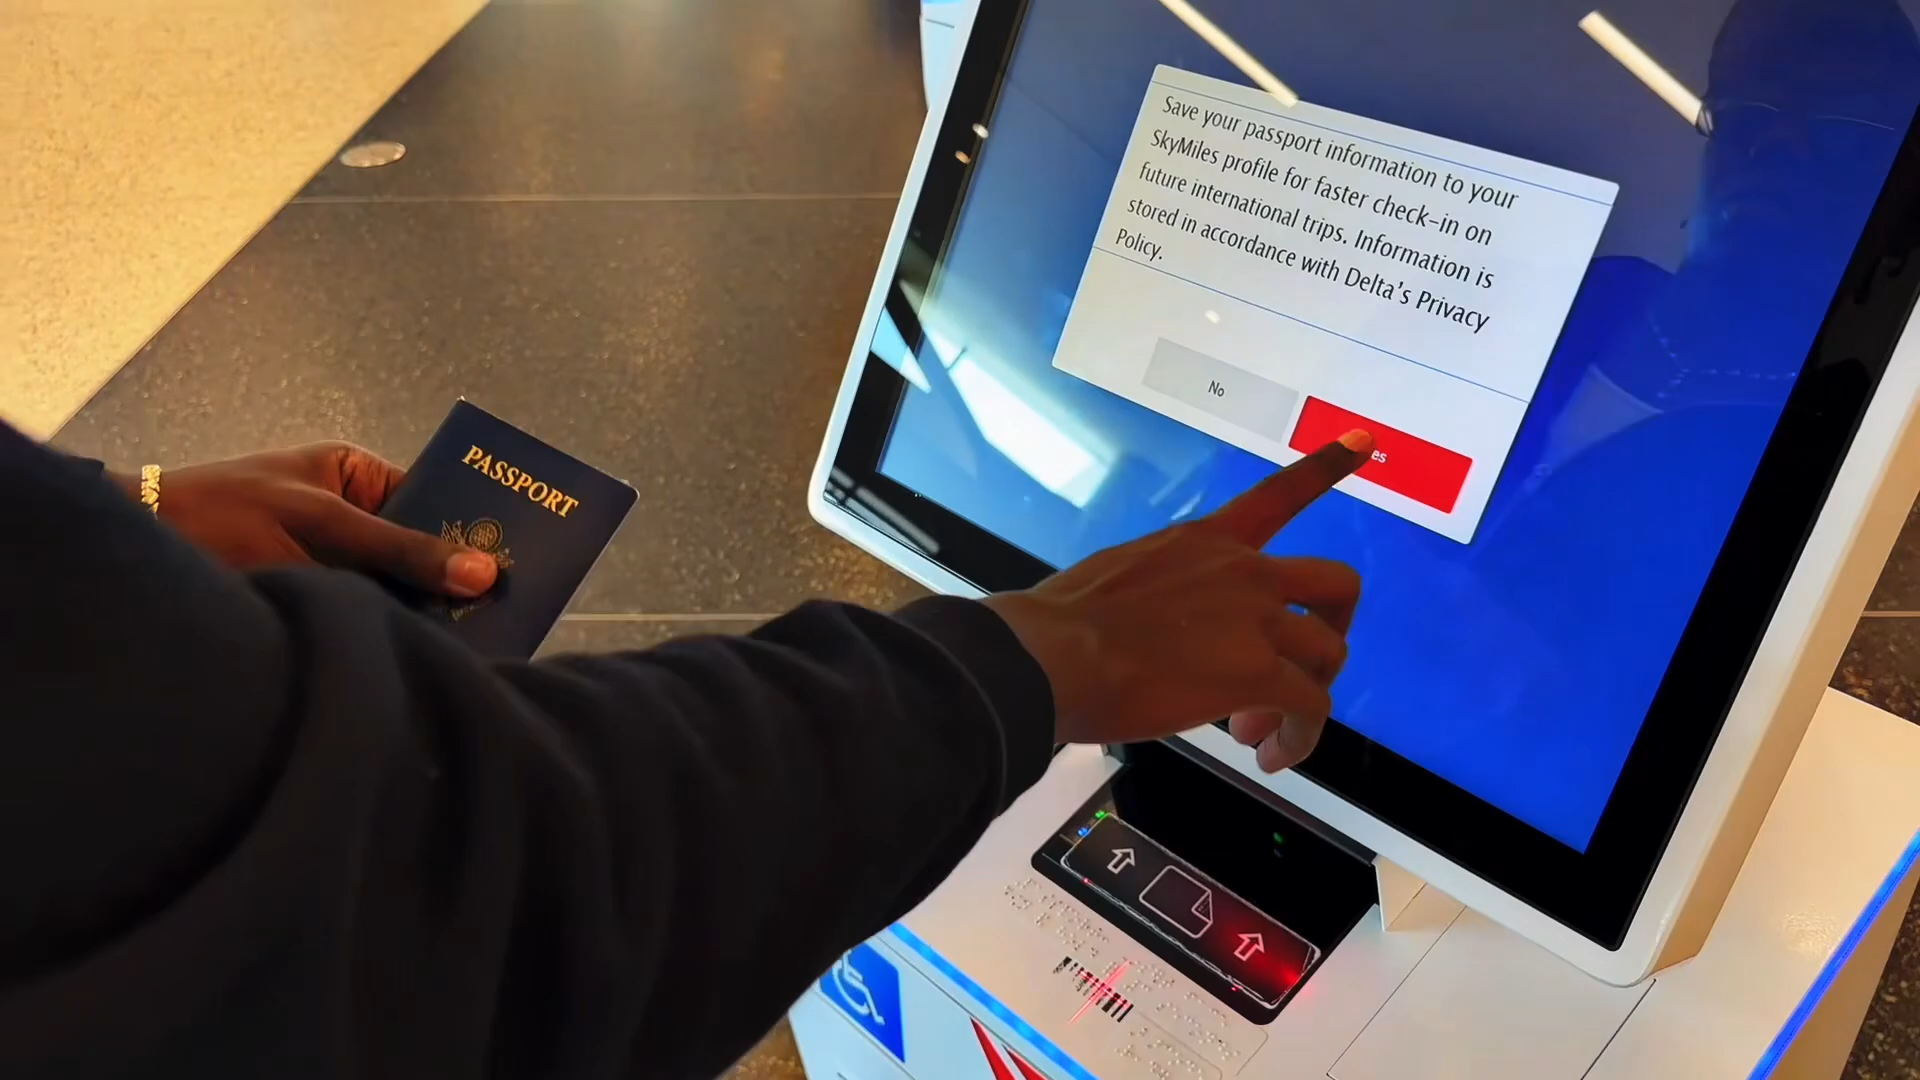 Save your passport information to your
SkyMiles profile for faster check-in on
future international trips. Information is
stored in accordance with Delta's Privacy
Policy.
No
es
PASSPORT